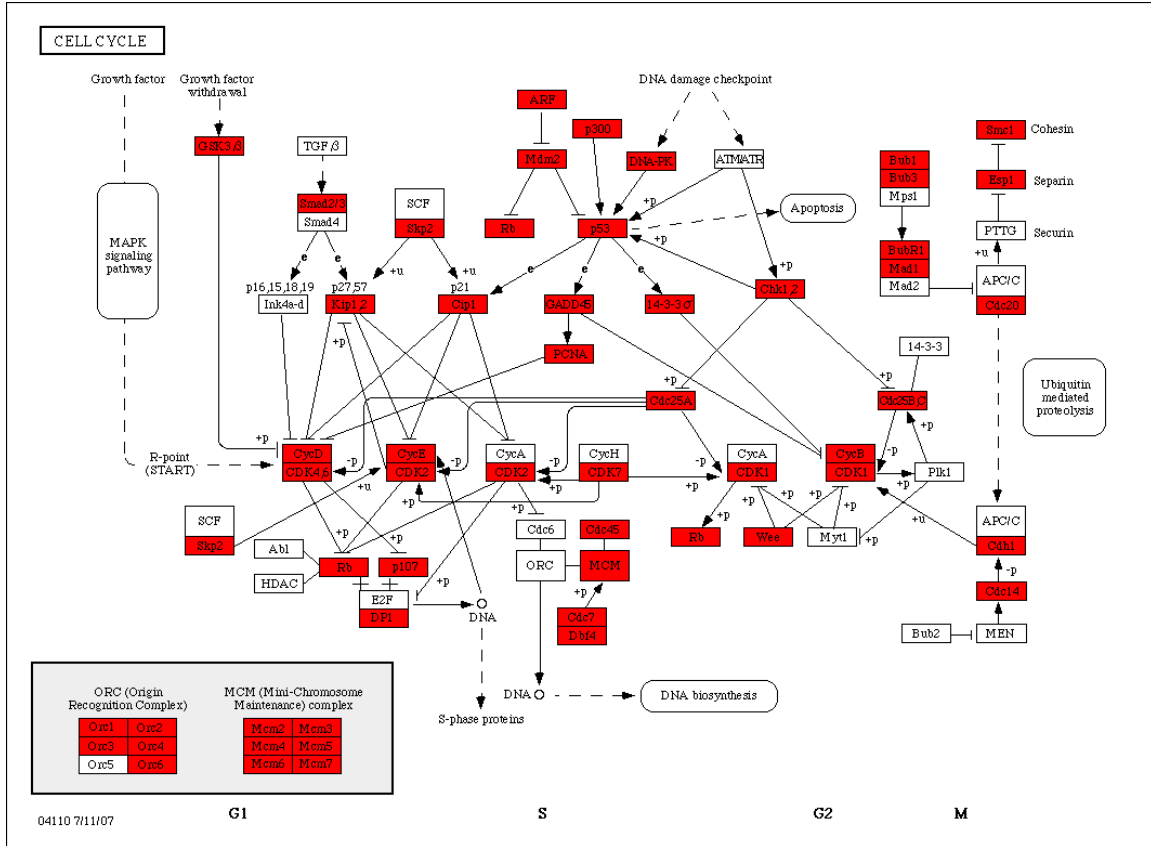 CELL CYCLE
Growth factor
Growth factor
withdrawal
DNA damage checkpoint
ARF
p300
Smc1
Cohesin
GSK3β
TGFβ
Mdm2
DNA-PK
ATM/ATR
Bub1
Bub3
Mps1
Esp1
Separin
MAPK
signaling
pathway
Smad2/3
Smad4
SCF
Skp2
Rb
p53
+p
+p
Apoptosis
PTTG
Securin
BubR1
Mad1
Mad2
+u
APC/C
Cdc20
e
e
+u
+u
e
e
e
+p
p16,15,18,19
Ink4a-d
p27,57
Kip1,2
p21
Cip1
GADD45
14-3-3σ
Chk1,2
+p
PCNA
14-3-3
+p
+p
Cdc25A
Cdc25B,C
Ubiquitin
mediated
proteolysis
R-point
(START)
+p
CycD
CDK4,6
-p
CycE
CDK2
-p
CycA
CDK2
-p
+p
CycH
CDK7
-p
CycA
CDK1
CycB
CDK1
-p
+p
+p
Plk1
+u
+p
+p
+p
+p
+p
+u
SCF
Skp2
Abl
HDAC
+p
Rb
+p
p107
+p
E2F
DP1
DNA
Cdc6
ORC
Cdc45
MCM
+p
Cdc7
Dbf4
Rb
Wee
Myt1
+p
APC/C
Cdh1
-p
Cdc14
Bub2
MEN
S-phase proteins
DNA
DNA biosynthesis
ORC (Origin
Recognition Complex)
Orc1 Orc2
Orc3 Orc4
Orc5 Orc6
MCM (Mini-Chromosome
Maintenance) complex
Mcm2 Mcm3
Mcm4 Mcm5
Mcm6 Mcm7
G1
S
G2
M
04110 7/11/07